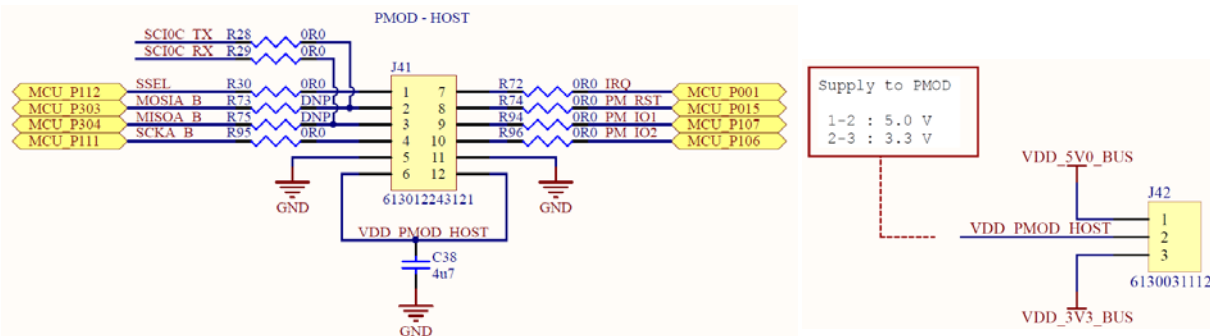 PMOD - HOST
SCI0C_TX R28 0R0
SCI0C_RX R29 0R0
J41
MCU_P112 SSEL R30 0R0 1 7 R72 0R0 IRQ MCU_P001
MCU_P303 MOSIA_B R73 DNP 2 8 R74 0R0 PM_RST MCU_P015
MCU_P304 MISOA_B R75 DNP 3 9 R94 0R0 PM_IO1 MCU_P107
MCU_P111 SCKA_B R95 0R0 4 10 R96 0R0 PM_IO2 MCU_P106
5 11
6 12
GND 613012243121 GND
VDD_PMOD_HOST
C38
4u7
GND
Supply to PMOD
1-2 : 5.0 V
2-3 : 3.3 V
VDD_5V0_BUS
J42
1
VDD_PMOD_HOST 2
3
6130031112
VDD_3V3_BUS